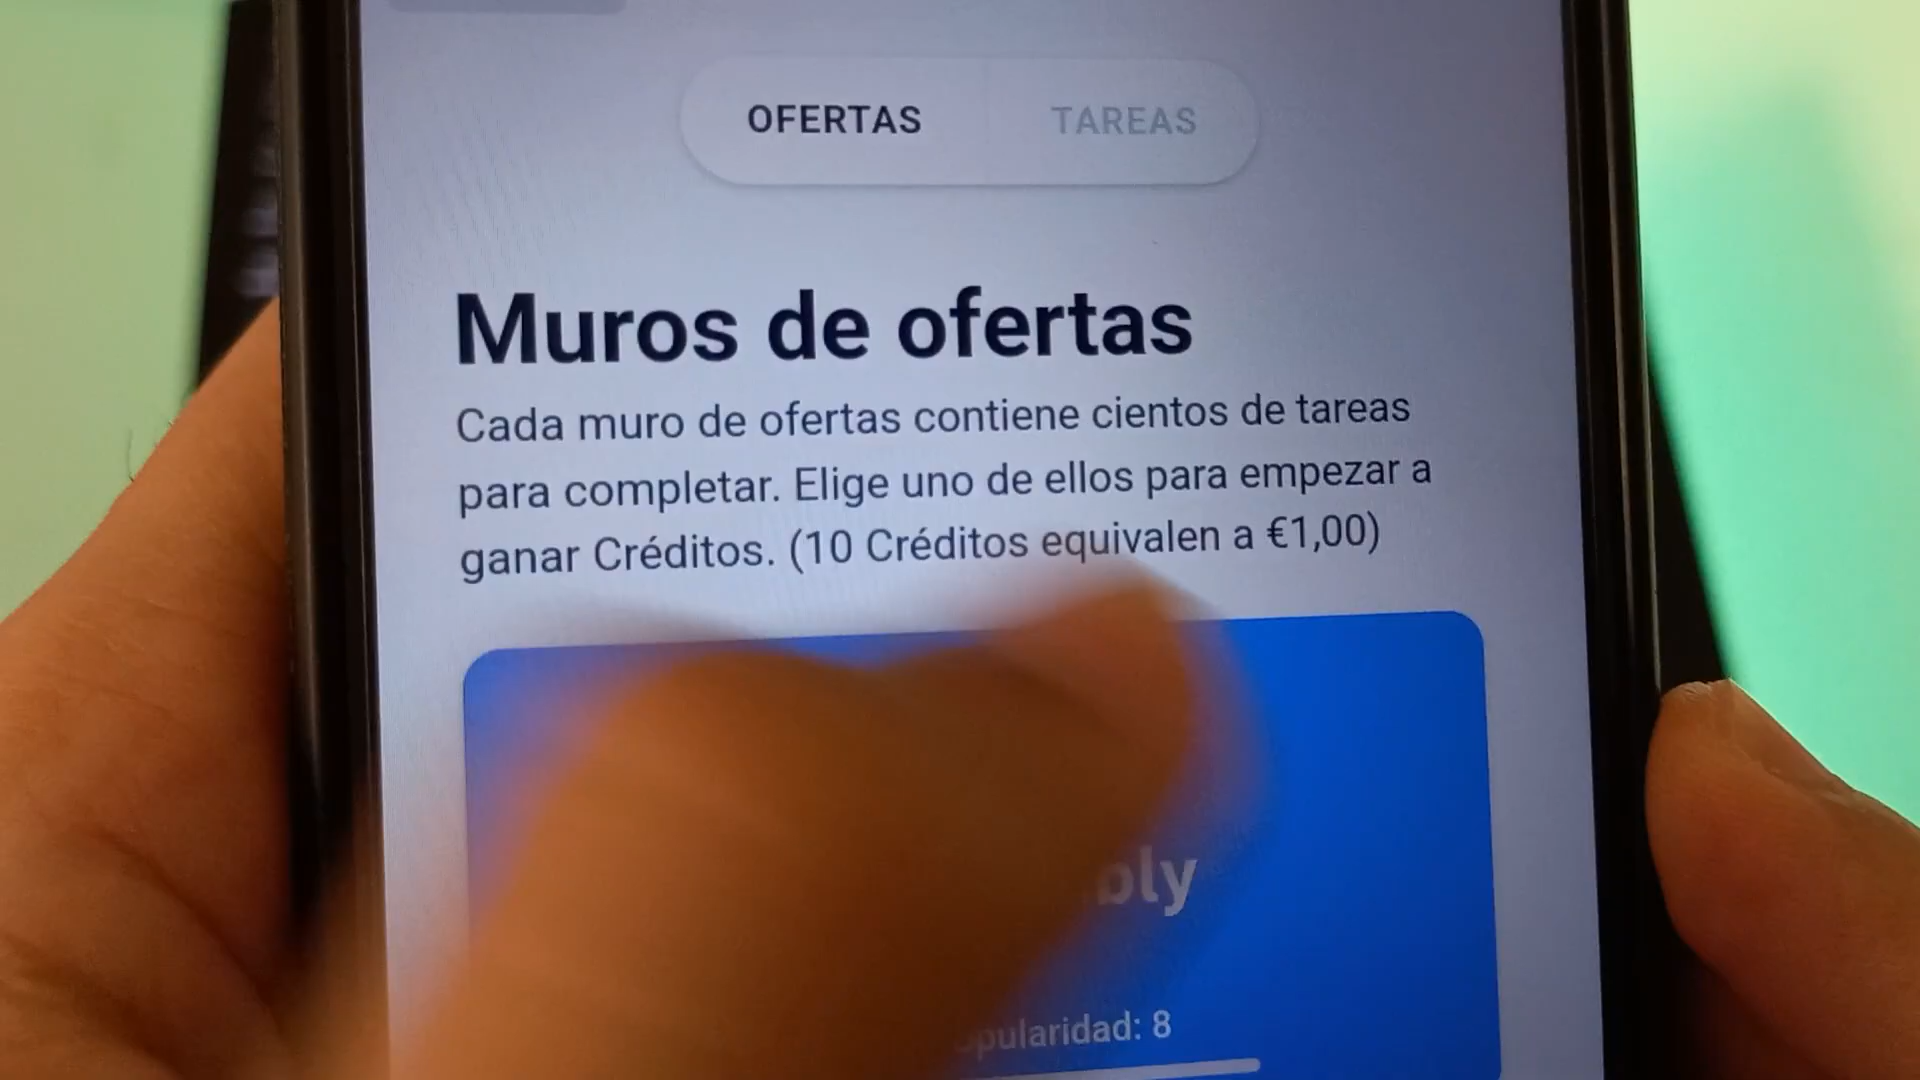 OFERTAS TAREAS
Muros de ofertas
Cada muro de ofertas contiene cientos de tareas
para completar. Elige uno de ellos para empezar a
ganar Créditos. (10 Créditos equivalen a €1,00)
8